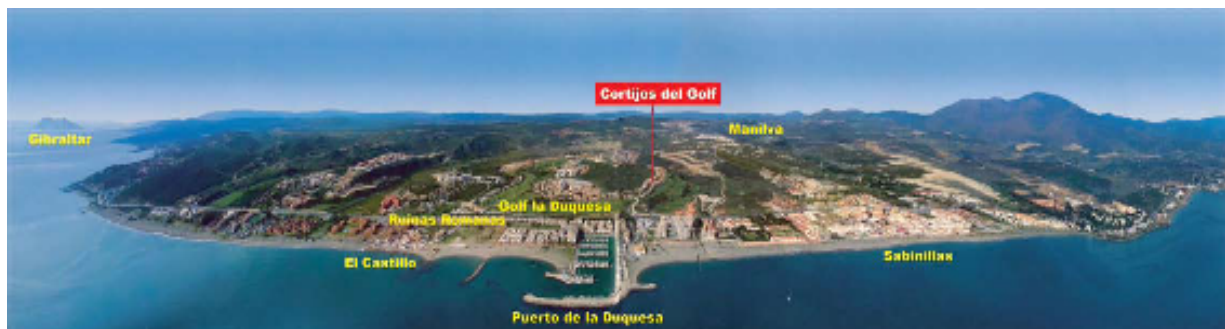 Cortijos del Golf
Gibraltar
Manilva
Golf la Duquesa
Ruinas Romanas
El Castillo
Sabinillas
Puerto de la Duquesa